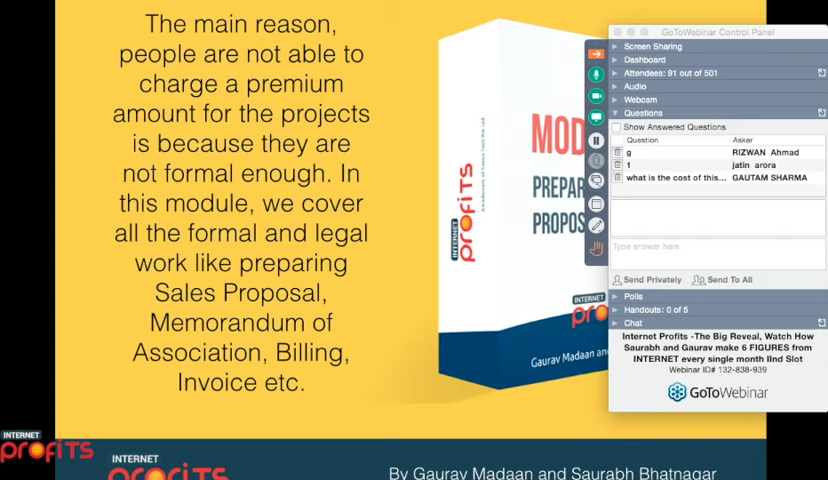 The main reason,
people are not able to
charge a premium
amount for the projects
is because they are
not formal enough. In
this module, we cover
all the formal and legal
work like preparing
Sales Proposal,
Memorandum of
Association, Billing,
Invoice etc.
INTERNET
PROFITS
MOD
PREPAR
PROPOS
INTERNET
pro
Gaurav Madaan and
GoToWebinar Control Panel
Screen Sharing
Dashboard
Attendees: 91 out of 501
Audio
Webcam
Questions
Show Answered Questions
Question Asker
g RIZWAN Ahmad
1 jatin arora
what is the cost of this... GAUTAM SHARMA
Type answer here
Send Privately Send To All
Polls
Handouts: 0 of 5
Chat
Internet Profits -The Big Reveal, Watch How
Saurabh and Gaurav make 6 FIGURES from
INTERNET every single month IInd Slot
Webinar ID# 132-838-939
GoToWebinar
INTERNET
PROFITS
INTERNET
PROFITS
By Gaurav Madaan and Saurabh Bhatnagar